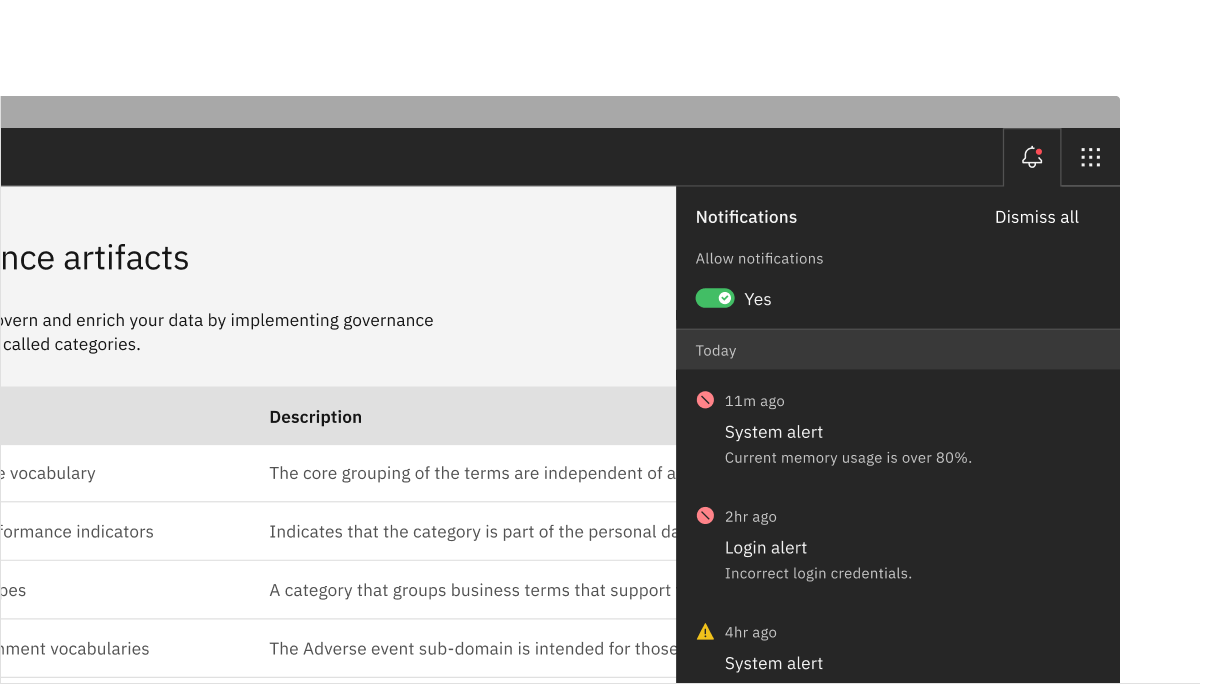 nce artifacts
overn and enrich your data by implementing governance
called categories.
Description
e vocabulary
The core grouping of the terms are independent of a
formance indicators
Indicates that the category is part of the personal da
pes
A category that groups business terms that support
nment vocabularies
The Adverse event sub-domain is intended for those
Notifications
Dismiss all
Allow notifications
Yes
Today
11m ago
System alert
Current memory usage is over 80%.
2hr ago
Login alert
Incorrect login credentials.
4hr ago
System alert